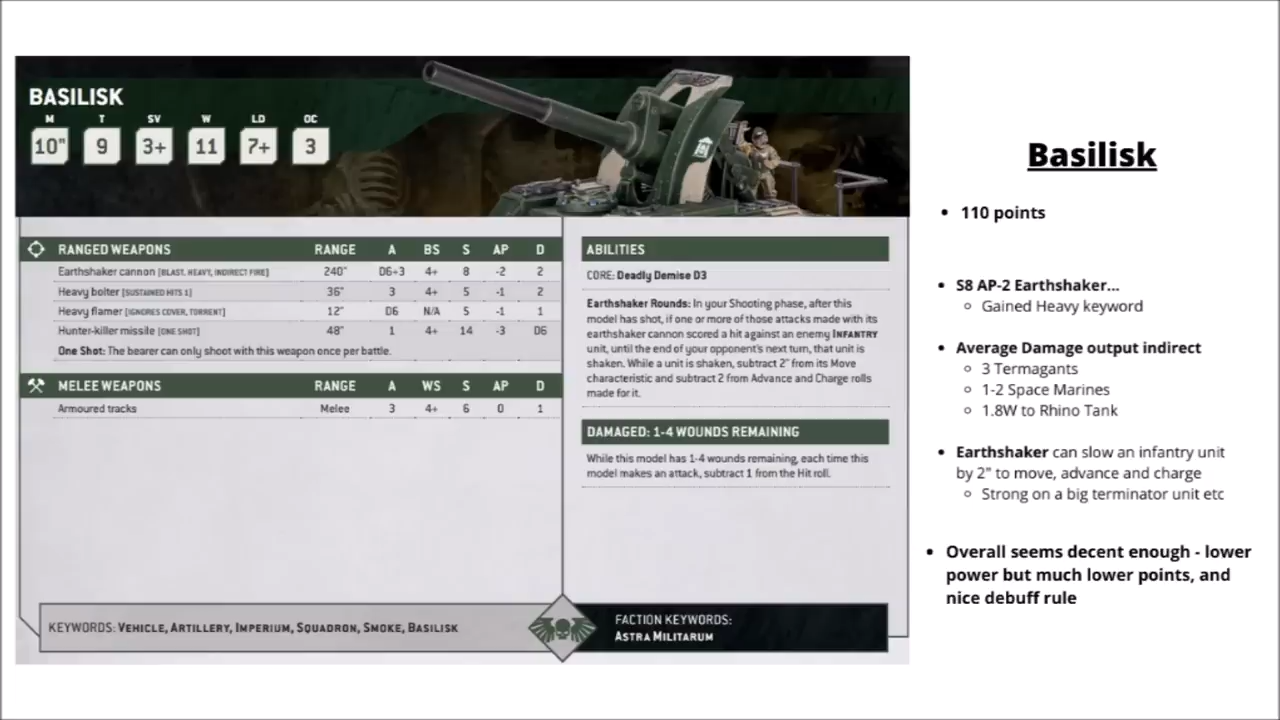 BASILISK
M T SV W LD OC
10" 9 3+ 11 7+ 3
RANGED WEAPONS RANGE A BS S AP D
Earthshaker cannon [BLAST, HEAVY, INDIRECT FIRE] 240" D6+3 4+ 8 -2 2
Heavy bolter [SUSTAINED HITS 1] 36" 3 4+ 5 -1 2
Heavy flamer [IGNORES COVER, TORRENT] 12" D6 N/A 5 -1 1
Hunter-killer missile [ONE SHOT] 48" 1 4+ 14 -3 D6
One Shot: The bearer can only shoot with this weapon once per battle.
MELEE WEAPONS RANGE A WS S AP D
Armoured tracks Melee 3 4+ 6 0 1
ABILITIES
CORE: Deadly Demise D3
Earthshaker Rounds: In your Shooting phase, after this
model has shot, if one or more of those attacks made with its
earthshaker cannon scored a hit against an enemy INFANTRY
unit, until the end of your opponent's next turn, that unit is
shaken. While a unit is shaken, subtract 2" from its Move
characteristic and subtract 2 from Advance and Charge rolls
made for it.
DAMAGED: 1-4 WOUNDS REMAINING
While this model has 1-4 wounds remaining, each time this
model makes an attack, subtract 1 from the Hit roll.
KEYWORDS: VEHICLE, ARTILLERY, IMPERIUM, SQUADRON, SMOKE, BASILISK
FACTION KEYWORDS:
ASTRA MILITARUM
Basilisk
• 110 points
• S8 AP-2 Earthshaker...
◦ Gained Heavy keyword
• Average Damage output indirect
◦ 3 Termagants
◦ 1-2 Space Marines
◦ 1.8W to Rhino Tank
• Earthshaker can slow an infantry unit
by 2" to move, advance and charge
◦ Strong on a big terminator unit etc
• Overall seems decent enough - lower
power but much lower points, and
nice debuff rule